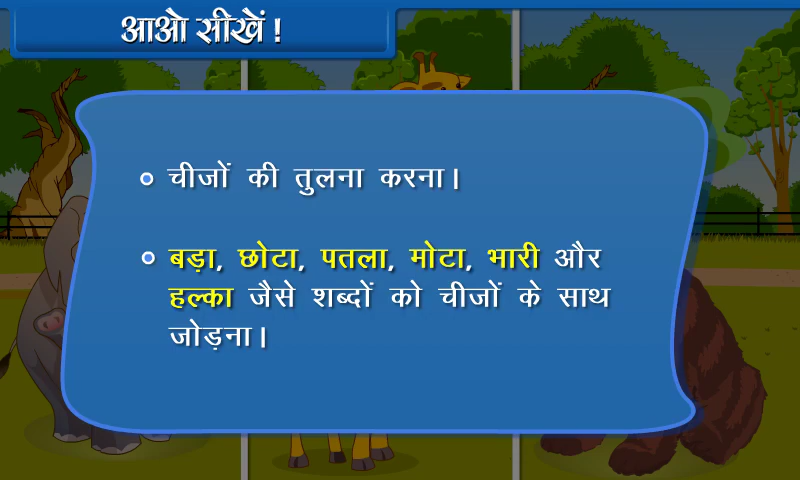 आओ सीखें !
चीजों की तुलना करना।
बड़ा, छोटा, पतला, मोटा, भारी और
हल्का जैसे शब्दों को चीजों के साथ
जोड़ना।